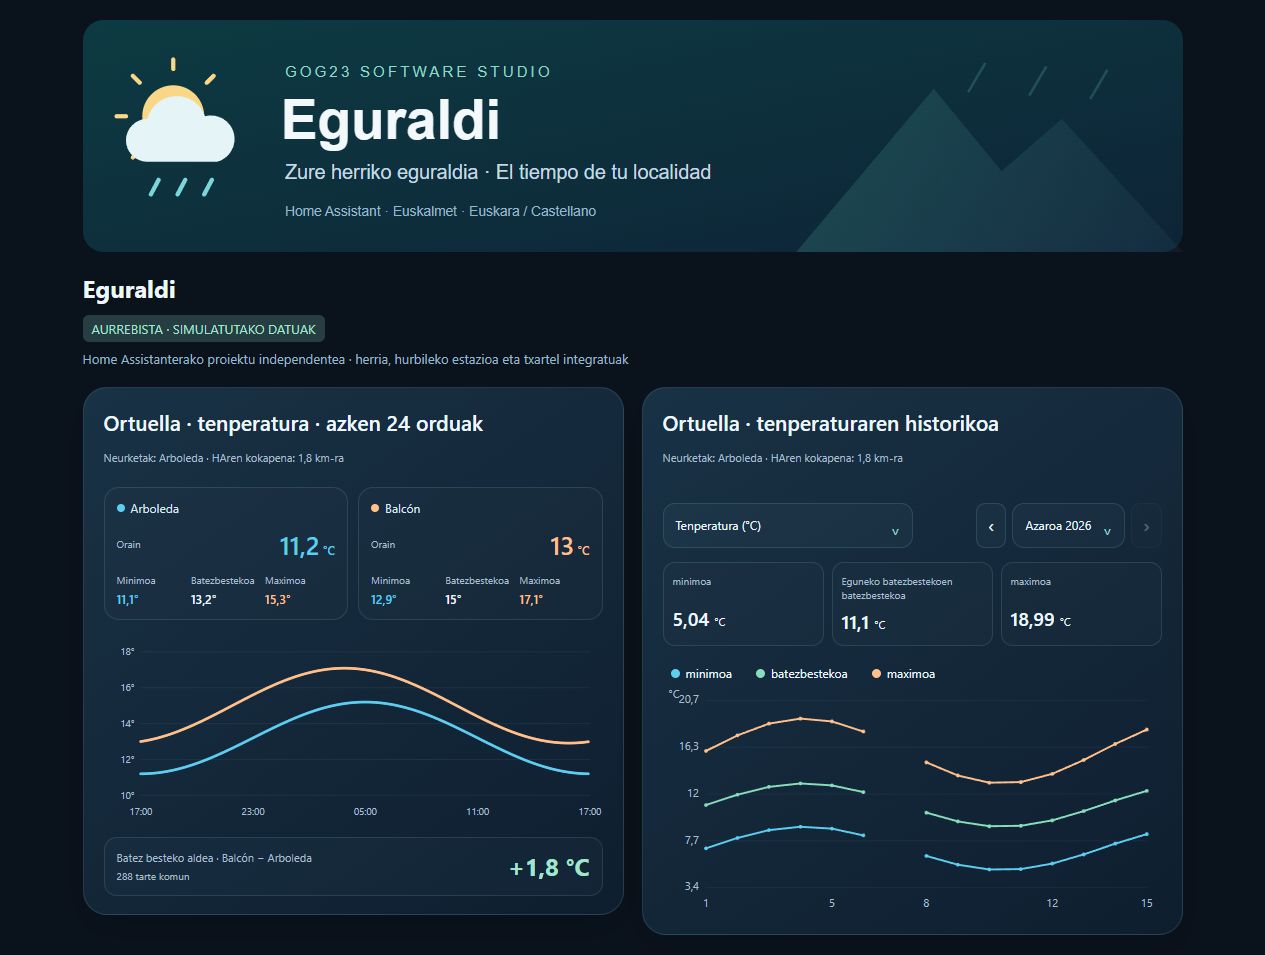 GOG23 SOFTWARE STUDIO
Eguraldi
Zure herriko eguraldia · El tiempo de tu localidad
Home Assistant · Euskalmet · Euskara / Castellano
Eguraldi
AURREBISTA · SIMULATUTAKO DATUAK
Home Assistanterako proiektu independentea · herria, hurbileko estazioa eta txartel integratuak
Ortuella · tenperatura · azken 24 orduak
Neurketak: Arboleda · HAren kokapena: 1,8 km-ra
Arboleda
Orain
11,2 °C
Minimoa Batezbestekoa Maximoa
11,1° 13,2° 15,3°
Balcón
Orain
13 °C
Minimoa Batezbestekoa Maximoa
12,9° 15° 17,1°
18°
16°
14°
12°
10°
17:00 23:00 05:00 11:00 17:00
Batez besteko aldea · Balcón − Arboleda
288 tarte komun
+1,8 °C
Ortuella · tenperaturaren historikoa
Neurketak: Arboleda · HAren kokapena: 1,8 km-ra
Tenperatura (°C) v
‹ Azaroa 2026 v ›
minimoa
5,04 °C
Eguneko batezbestekoen
batezbestekoa
11,1 °C
maximoa
18,99 °C
minimoa batezbestekoa maximoa
°C
20,7
16,3
12
7,7
3,4
1 5 8 12 15